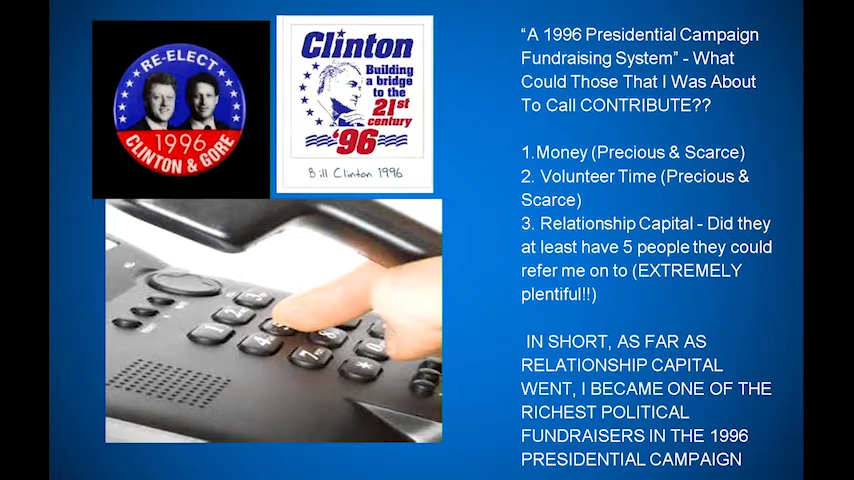 RE-ELECT
1996
CLINTON & GORE
Clinton
Building
a bridge
to the
21st
century
'96
Bill Clinton 1996
“A 1996 Presidential Campaign
Fundraising System” - What
Could Those That I Was About
To Call CONTRIBUTE??
1.Money (Precious & Scarce)
2. Volunteer Time (Precious &
Scarce)
3. Relationship Capital - Did they
at least have 5 people they could
refer me on to (EXTREMELY
plentiful!!)
IN SHORT, AS FAR AS
RELATIONSHIP CAPITAL
WENT, I BECAME ONE OF THE
RICHEST POLITICAL
FUNDRAISERS IN THE 1996
PRESIDENTIAL CAMPAIGN